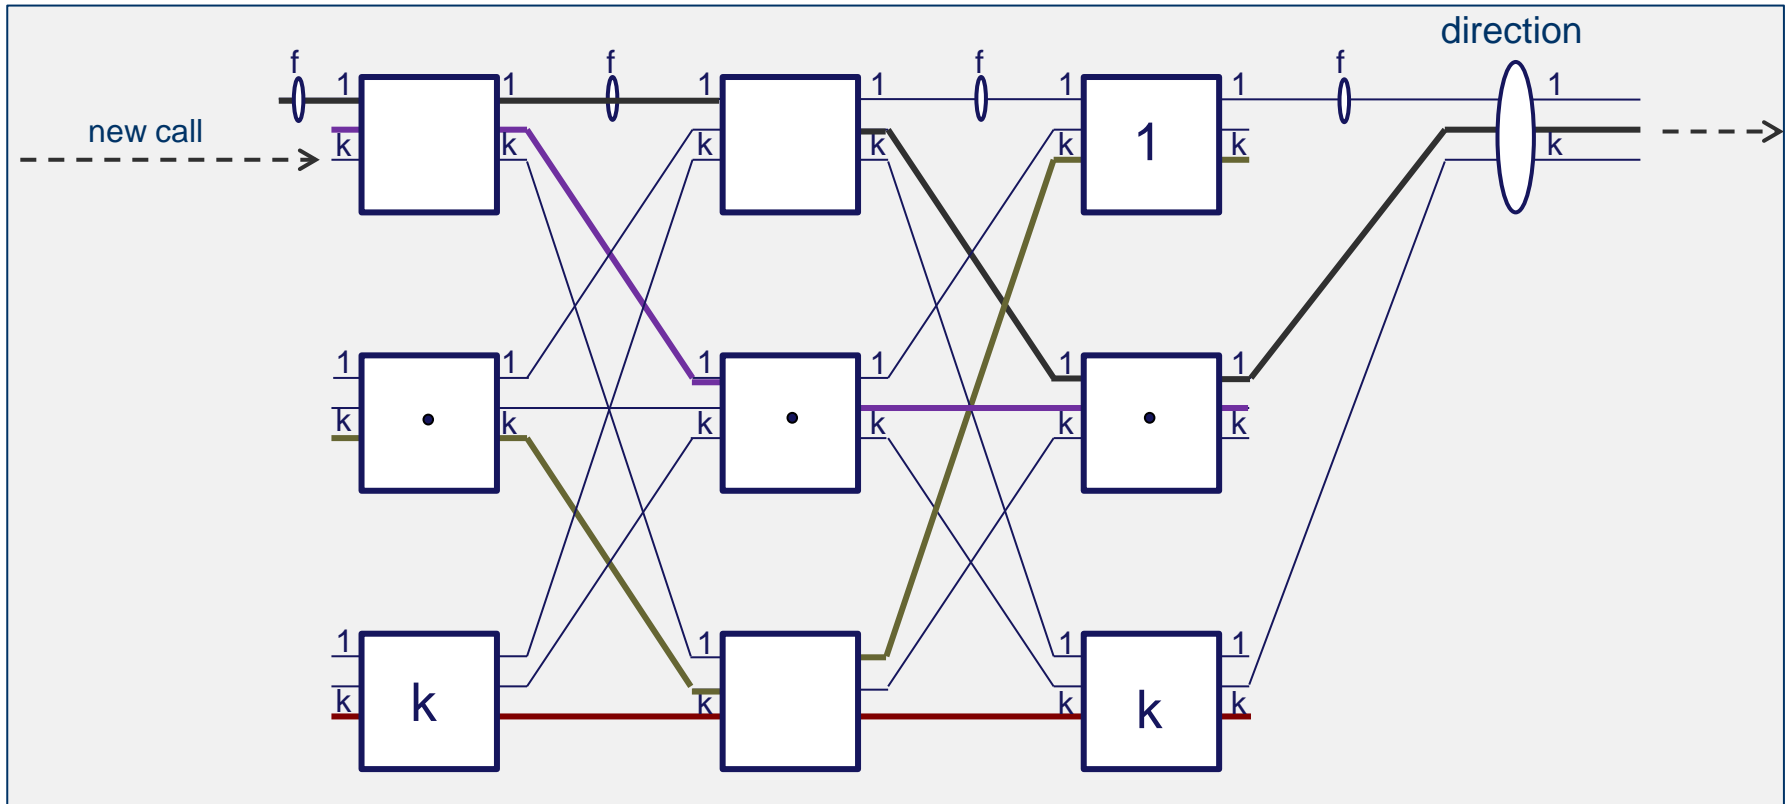 direction
f f f f
1 1 1 1 1 1 1
new call
k k k k 1 k k
1 1 1 1 1 1
k k k k k k
1 1 1 1 1
k k k k k k